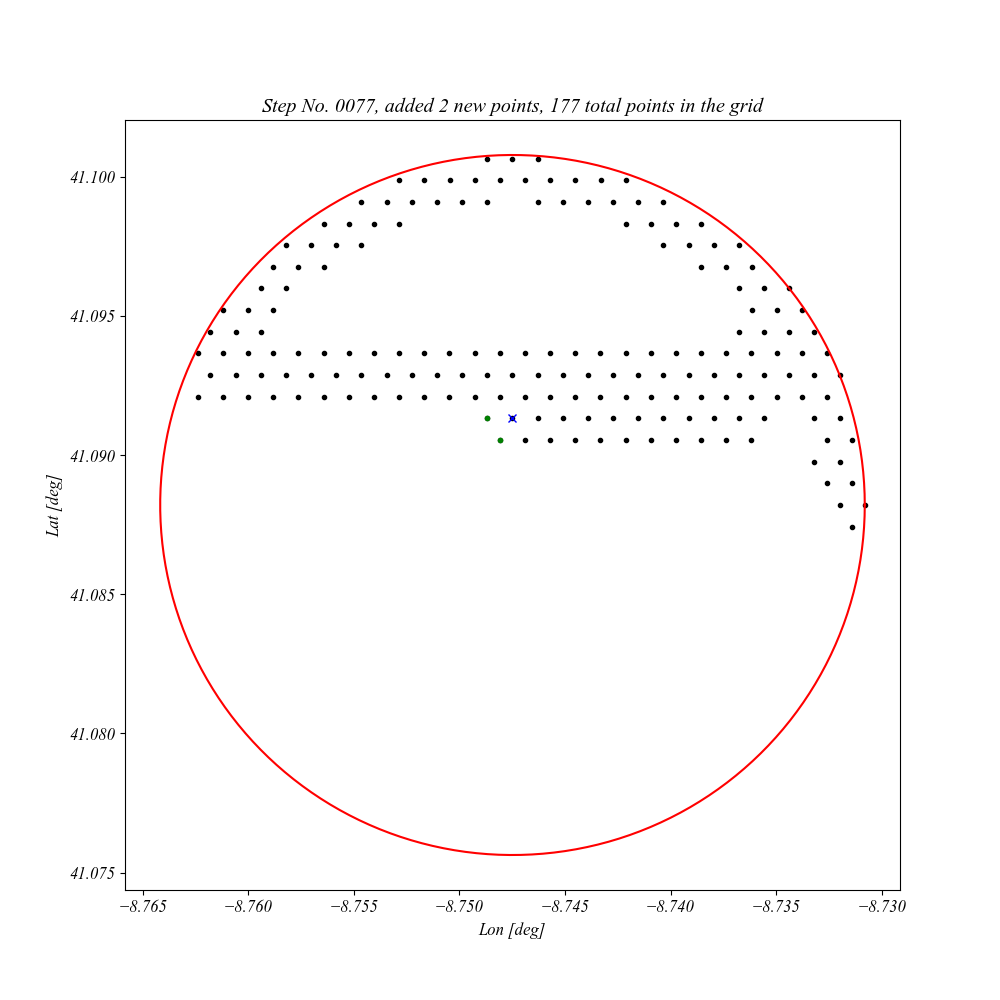 Step No. 0077, added 2 new points, 177 total points in the grid
41.100
41.095
41.090
41.085
41.080
41.075
Lat [deg]
−8.765 −8.760 −8.755 −8.750 −8.745 −8.740 −8.735 −8.730
Lon [deg]